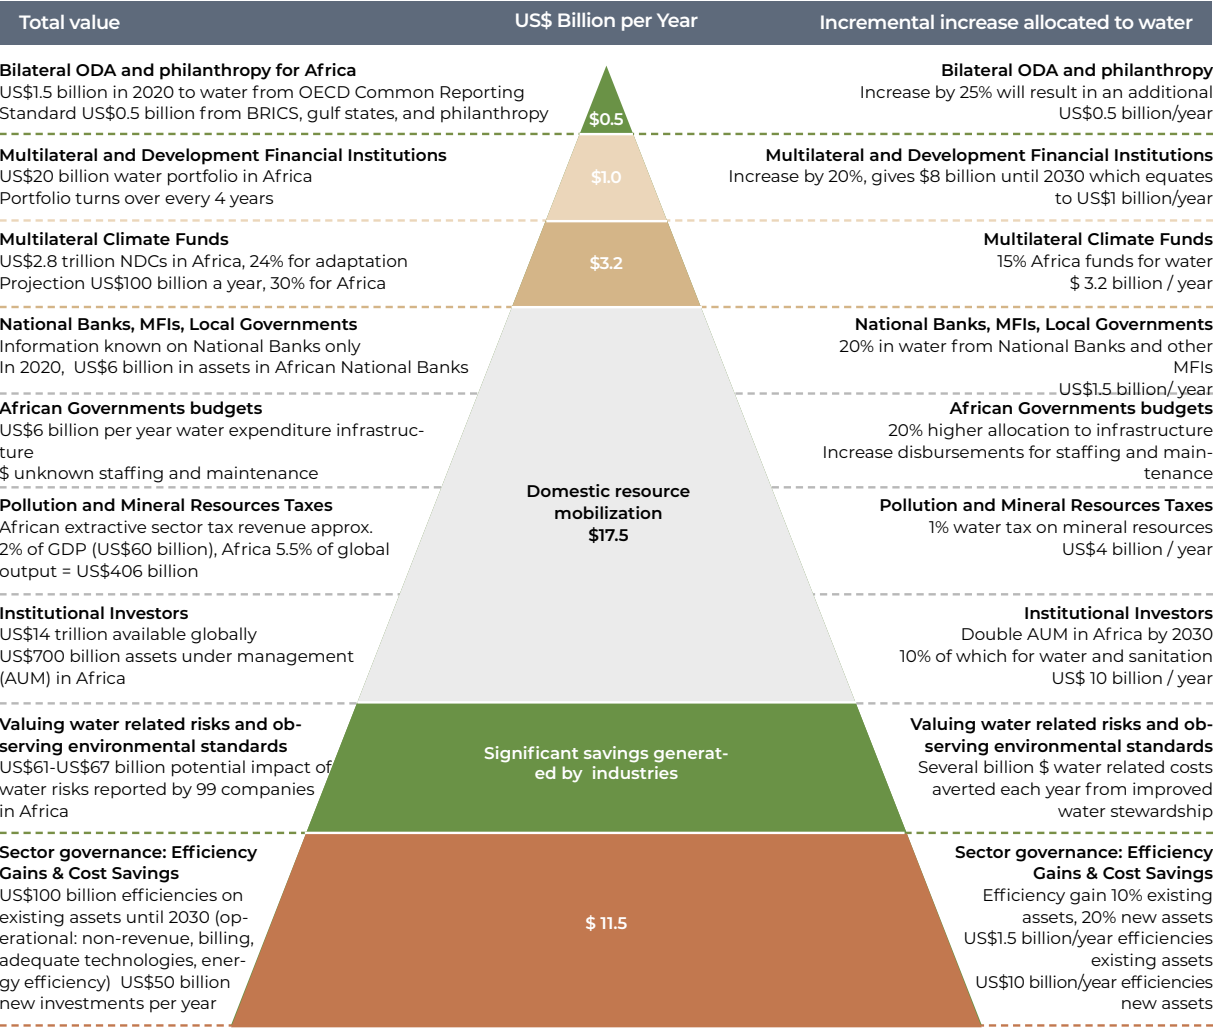 Total value
US$ Billion per Year
Incremental increase allocated to water
Bilateral ODA and philanthropy for Africa
US$1.5 billion in 2020 to water from OECD Common Reporting
Standard US$0.5 billion from BRICS, gulf states, and philanthropy
$0.5
Bilateral ODA and philanthropy
Increase by 25% will result in an additional
US$0.5 billion/year
Multilateral and Development Financial Institutions
US$20 billion water portfolio in Africa
Portfolio turns over every 4 years
$1.0
Multilateral and Development Financial Institutions
Increase by 20%, gives $8 billion until 2030 which equates
to US$1 billion/year
Multilateral Climate Funds
US$2.8 trillion NDCs in Africa, 24% for adaptation
Projection US$100 billion a year, 30% for Africa
$3.2
Multilateral Climate Funds
15% Africa funds for water
$ 3.2 billion / year
National Banks, MFIs, Local Governments
Information known on National Banks only
In 2020, US$6 billion in assets in African National Banks
National Banks, MFIs, Local Governments
20% in water from National Banks and other
MFIs
US$1.5 billion/ year
African Governments budgets
US$6 billion per year water expenditure infrastruc-
ture
$ unknown staffing and maintenance
African Governments budgets
20% higher allocation to infrastructure
Increase disbursements for staffing and main-
tenance
Domestic resource
mobilization
$17.5
Pollution and Mineral Resources Taxes
African extractive sector tax revenue approx.
2% of GDP (US$60 billion), Africa 5.5% of global
output = US$406 billion
Pollution and Mineral Resources Taxes
1% water tax on mineral resources
US$4 billion / year
Institutional Investors
US$14 trillion available globally
US$700 billion assets under management
(AUM) in Africa
Institutional Investors
Double AUM in Africa by 2030
10% of which for water and sanitation
US$ 10 billion / year
Valuing water related risks and ob-
serving environmental standards
US$61-US$67 billion potential impact of
water risks reported by 99 companies
in Africa
Significant savings generat-
ed by industries
Valuing water related risks and ob-
serving environmental standards
Several billion $ water related costs
averted each year from improved
water stewardship
Sector governance: Efficiency
Gains & Cost Savings
US$100 billion efficiencies on
existing assets until 2030 (op-
erational: non-revenue, billing,
adequate technologies, ener-
gy efficiency) US$50 billion
new investments per year
$ 11.5
Sector governance: Efficiency
Gains & Cost Savings
Efficiency gain 10% existing
assets, 20% new assets
US$1.5 billion/year efficiencies
existing assets
US$10 billion/year efficiencies
new assets